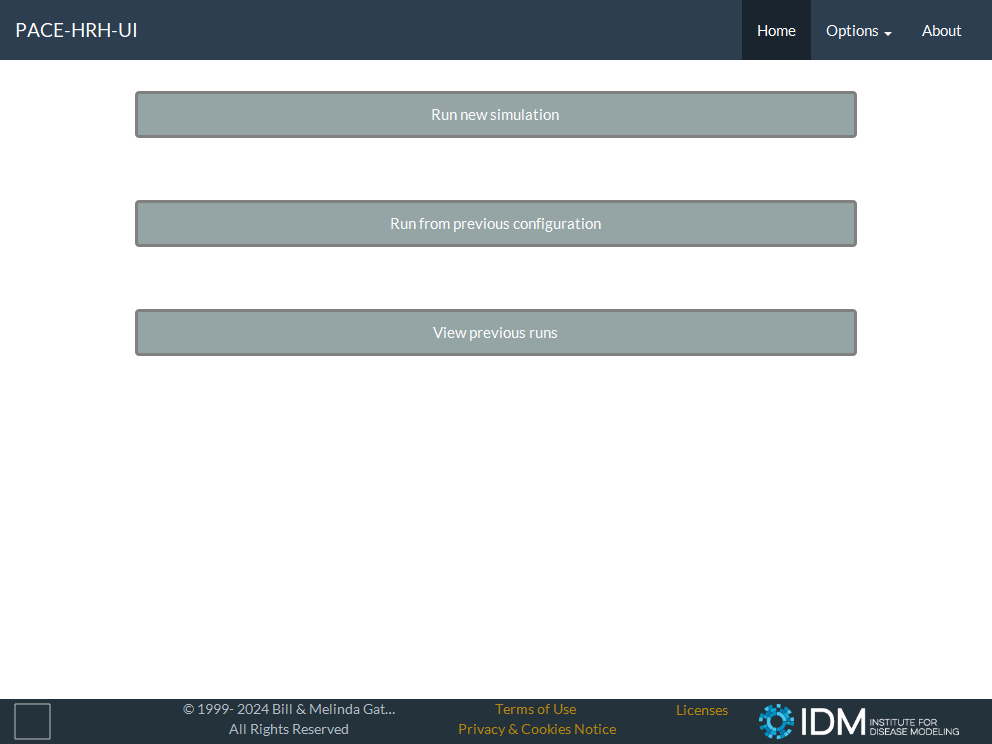 PACE-HRH-UI
Home
Options
About
Run new simulation
Run from previous configuration
View previous runs
© 1999- 2024 Bill & Melinda Gat...
All Rights Reserved
Terms of Use
Privacy & Cookies Notice
Licenses
IDM
INSTITUTE FOR
DISEASE MODELING